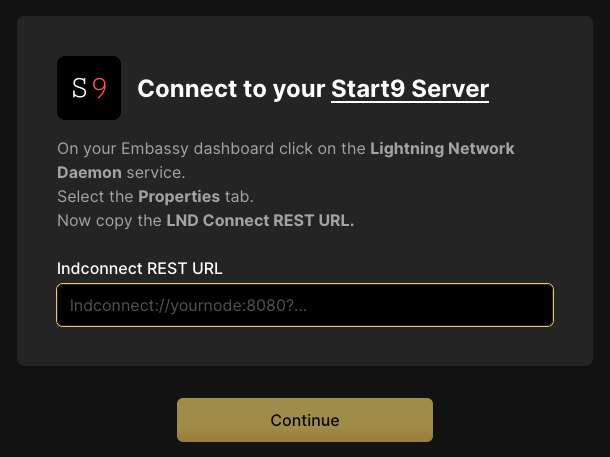 S9
Connect to your Start9 Server
On your Embassy dashboard click on the Lightning Network
Daemon service.
Select the Properties tab.
Now copy the LND Connect REST URL.
lndconnect REST URL
lndconnect://yournode:8080?...
Continue